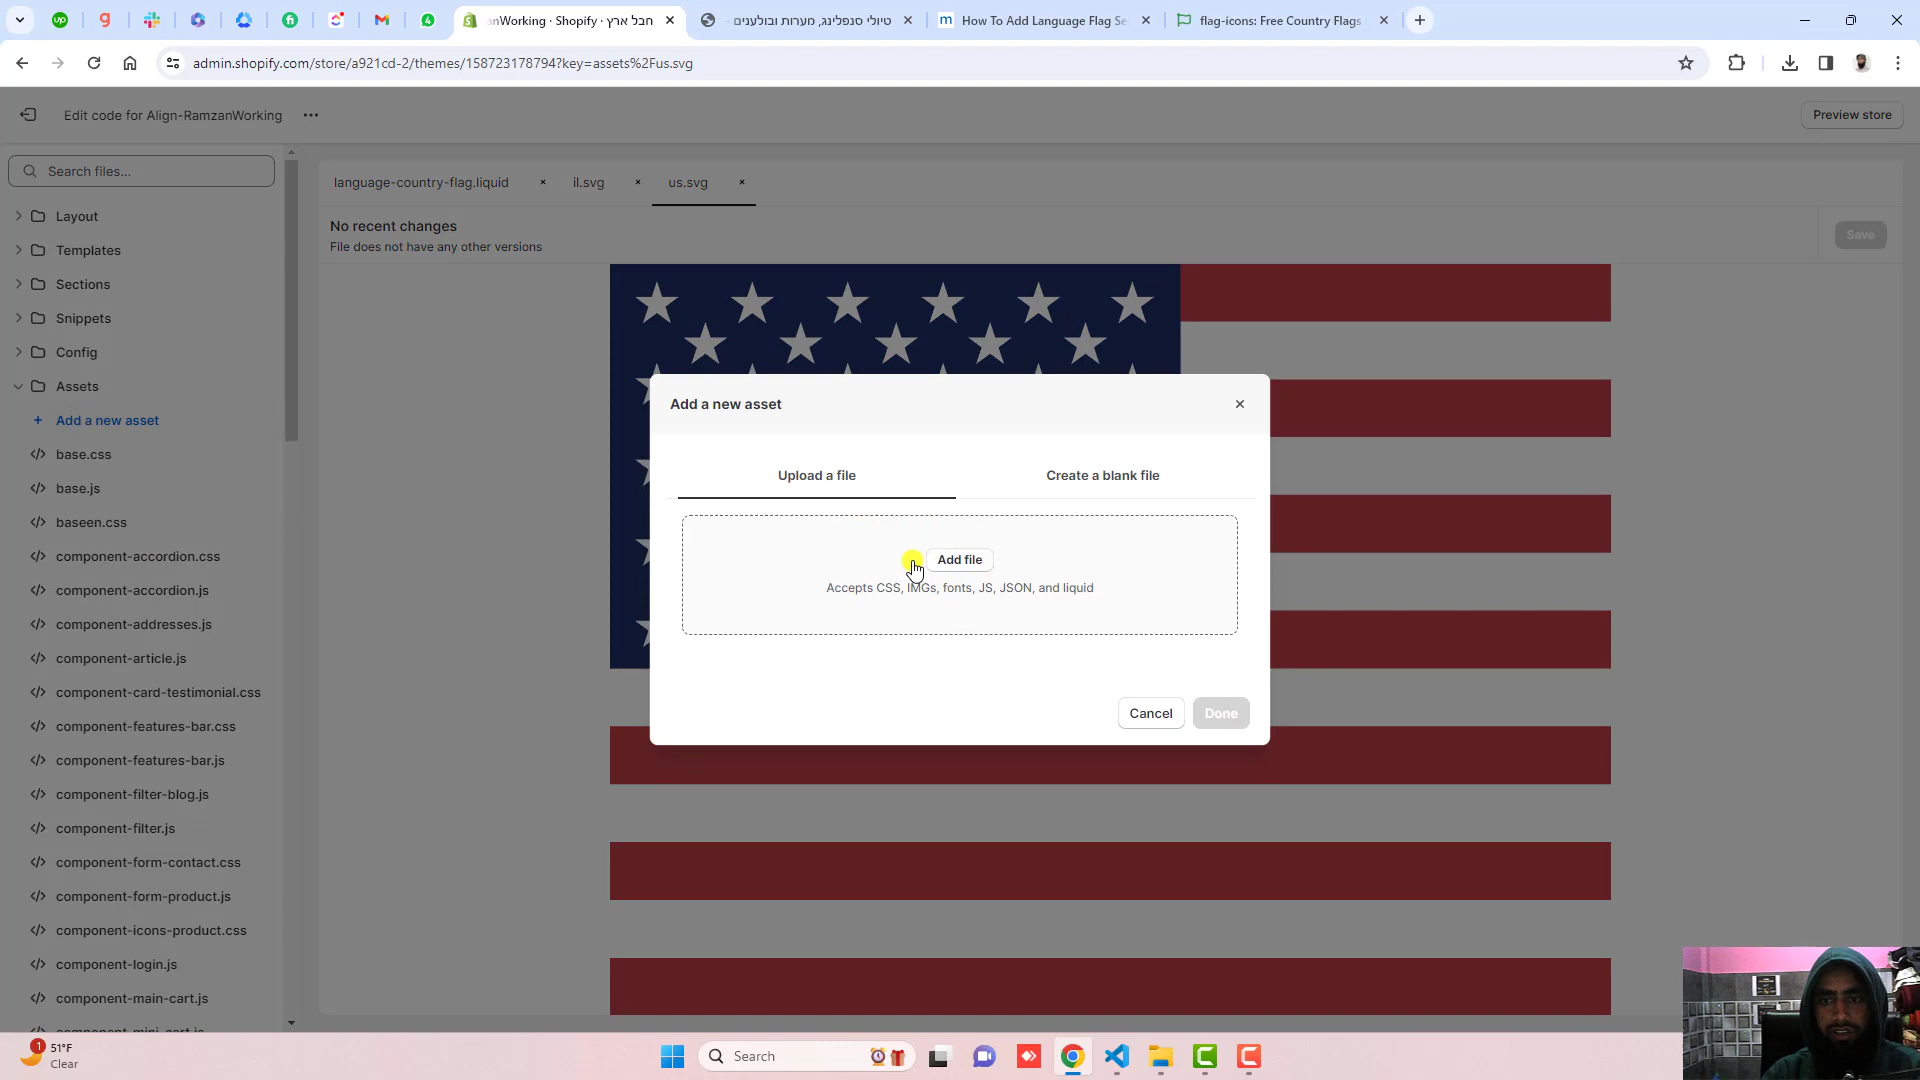 anWorking · Shopify · חבל ארץ
טיולי סנפלינג, מערות ובולענים -
How To Add Language Flag Se
flag-icons: Free Country Flags
admin.shopify.com/store/a921cd-2/themes/158723178794?key=assets%2Fus.svg
Edit code for Align-RamzanWorking
Preview store
Search files...
Layout
Templates
Sections
Snippets
Config
Assets
Add a new asset
base.css
base.js
baseen.css
component-accordion.css
component-accordion.js
component-addresses.js
component-article.js
component-card-testimonial.css
component-features-bar.css
component-features-bar.js
component-filter-blog.js
component-filter.js
component-form-contact.css
component-form-product.js
component-icons-product.css
component-login.js
component-main-cart.js
component-mini-cart.js
language-country-flag.liquid
il.svg
us.svg
No recent changes
File does not have any other versions
Save
Add a new asset
Upload a file
Create a blank file
Add file
Accepts CSS, IMGs, fonts, JS, JSON, and liquid
Cancel
Done
1
51°F
Clear
Search